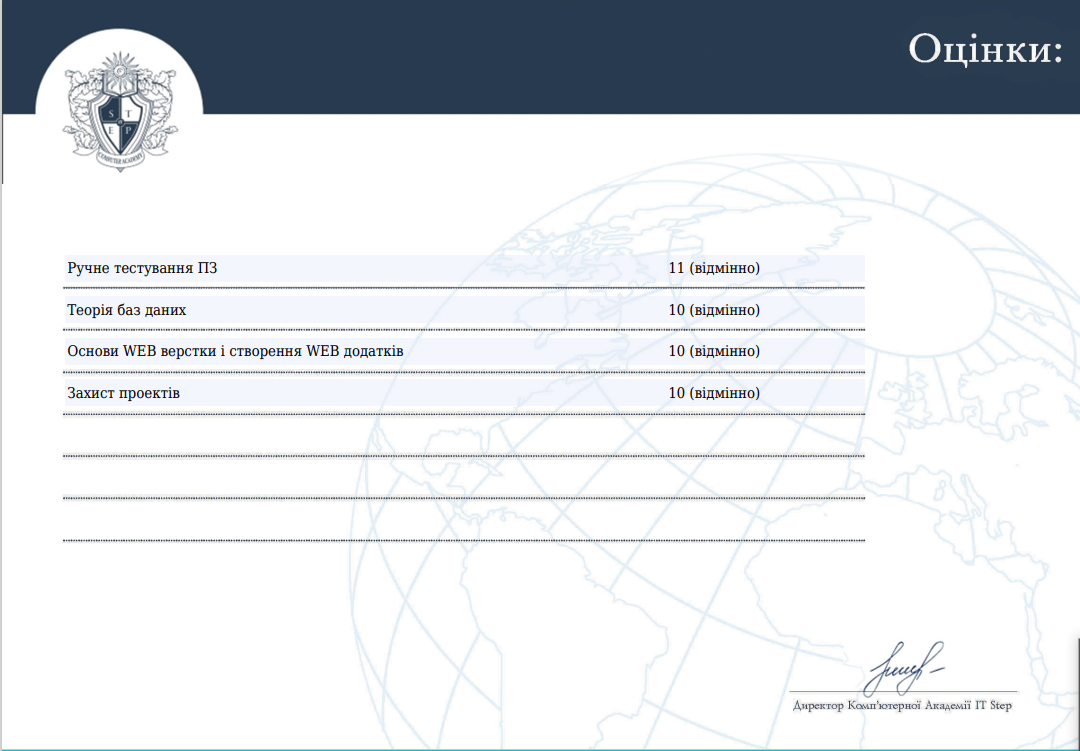 Оцінки:
S T
E P
COMPUTER ACADEMY
Ручне тестування ПЗ 11 (відмінно)
Теорія баз даних 10 (відмінно)
Основи WEB верстки і створення WEB додатків 10 (відмінно)
Захист проектів 10 (відмінно)
Директор Комп'ютерної Академії IT Step